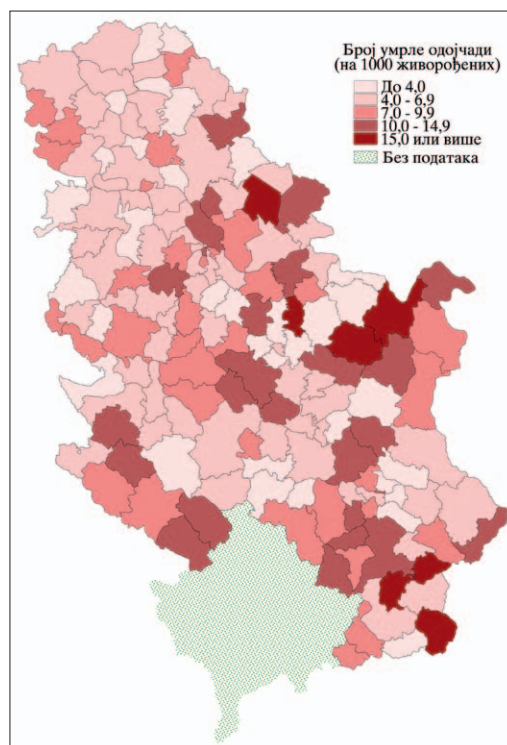 Број умрле одојчади
(на 1000 живорођених)
До 4,0
4,0 - 6,9
7,0 - 9,9
10,0 - 14,9
15,0 или више
Без података